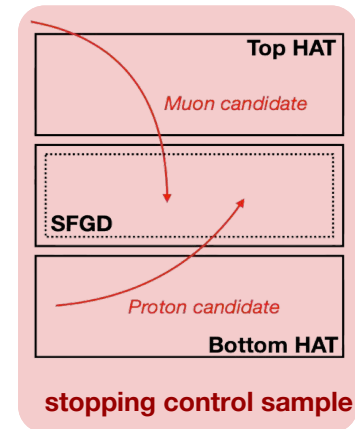 Top HAT
Muon candidate
SFGD
Proton candidate
Bottom HAT
stopping control sample